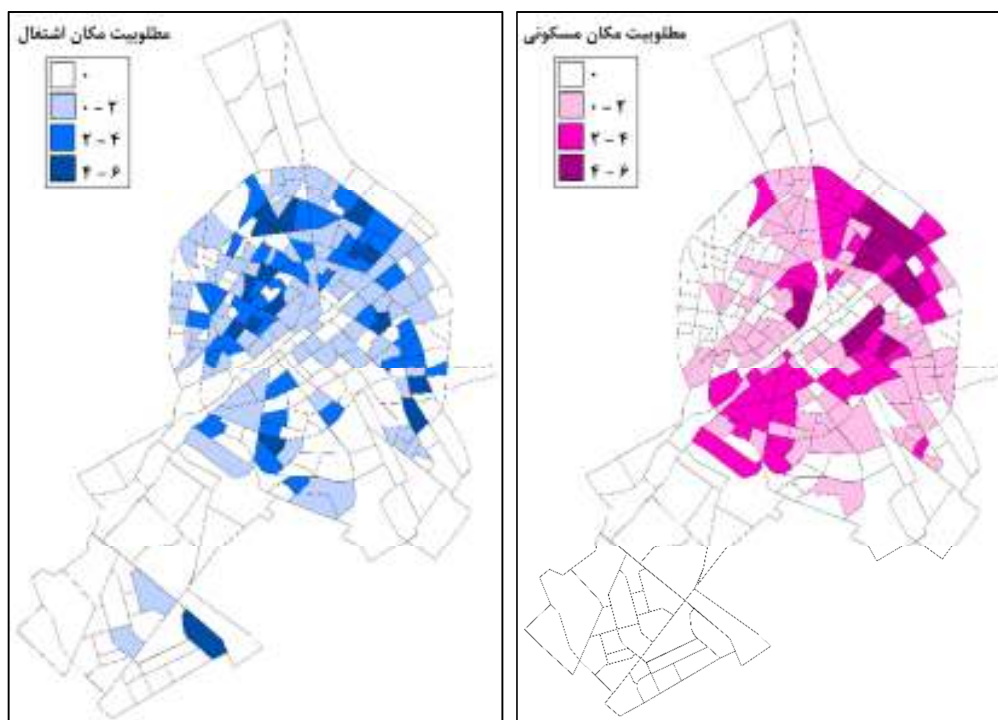 مطلوبیت مکان مسکونی
۰
۰ – ۲
۲ – ۴
۴ – ۶
مطلوبیت مکان اشتغال
۰
۰ – ۲
۲ – ۴
۴ – ۶